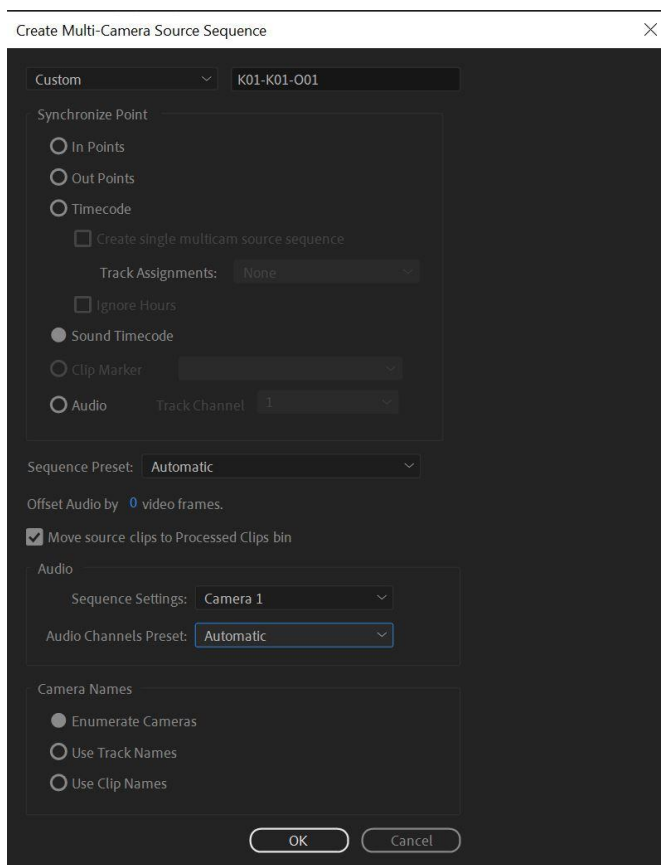 Create Multi-Camera Source Sequence
Custom K01-K01-O01
Synchronize Point
In Points
Out Points
Timecode
Create single multicam source sequence
Track Assignments: None
Ignore Hours
Sound Timecode
Clip Marker
Audio Track Channel 1
Sequence Preset: Automatic
Offset Audio by 0 video frames.
Move source clips to Processed Clips bin
Audio
Sequence Settings: Camera 1
Audio Channels Preset: Automatic
Camera Names
Enumerate Cameras
Use Track Names
Use Clip Names
OK Cancel